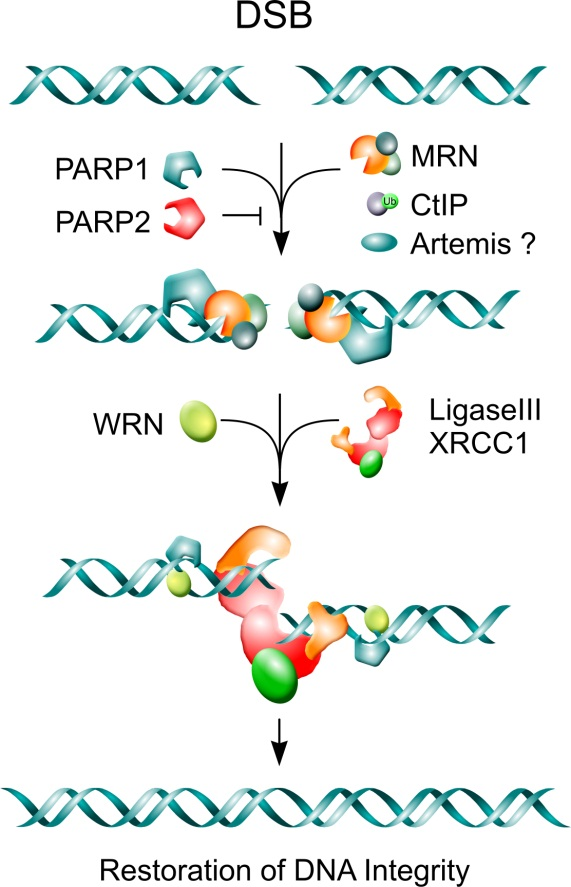 DSB
PARP1
PARP2
MRN
Ub
CtIP
Artemis ?
WRN
LigaseIII
XRCC1
Restoration of DNA Integrity